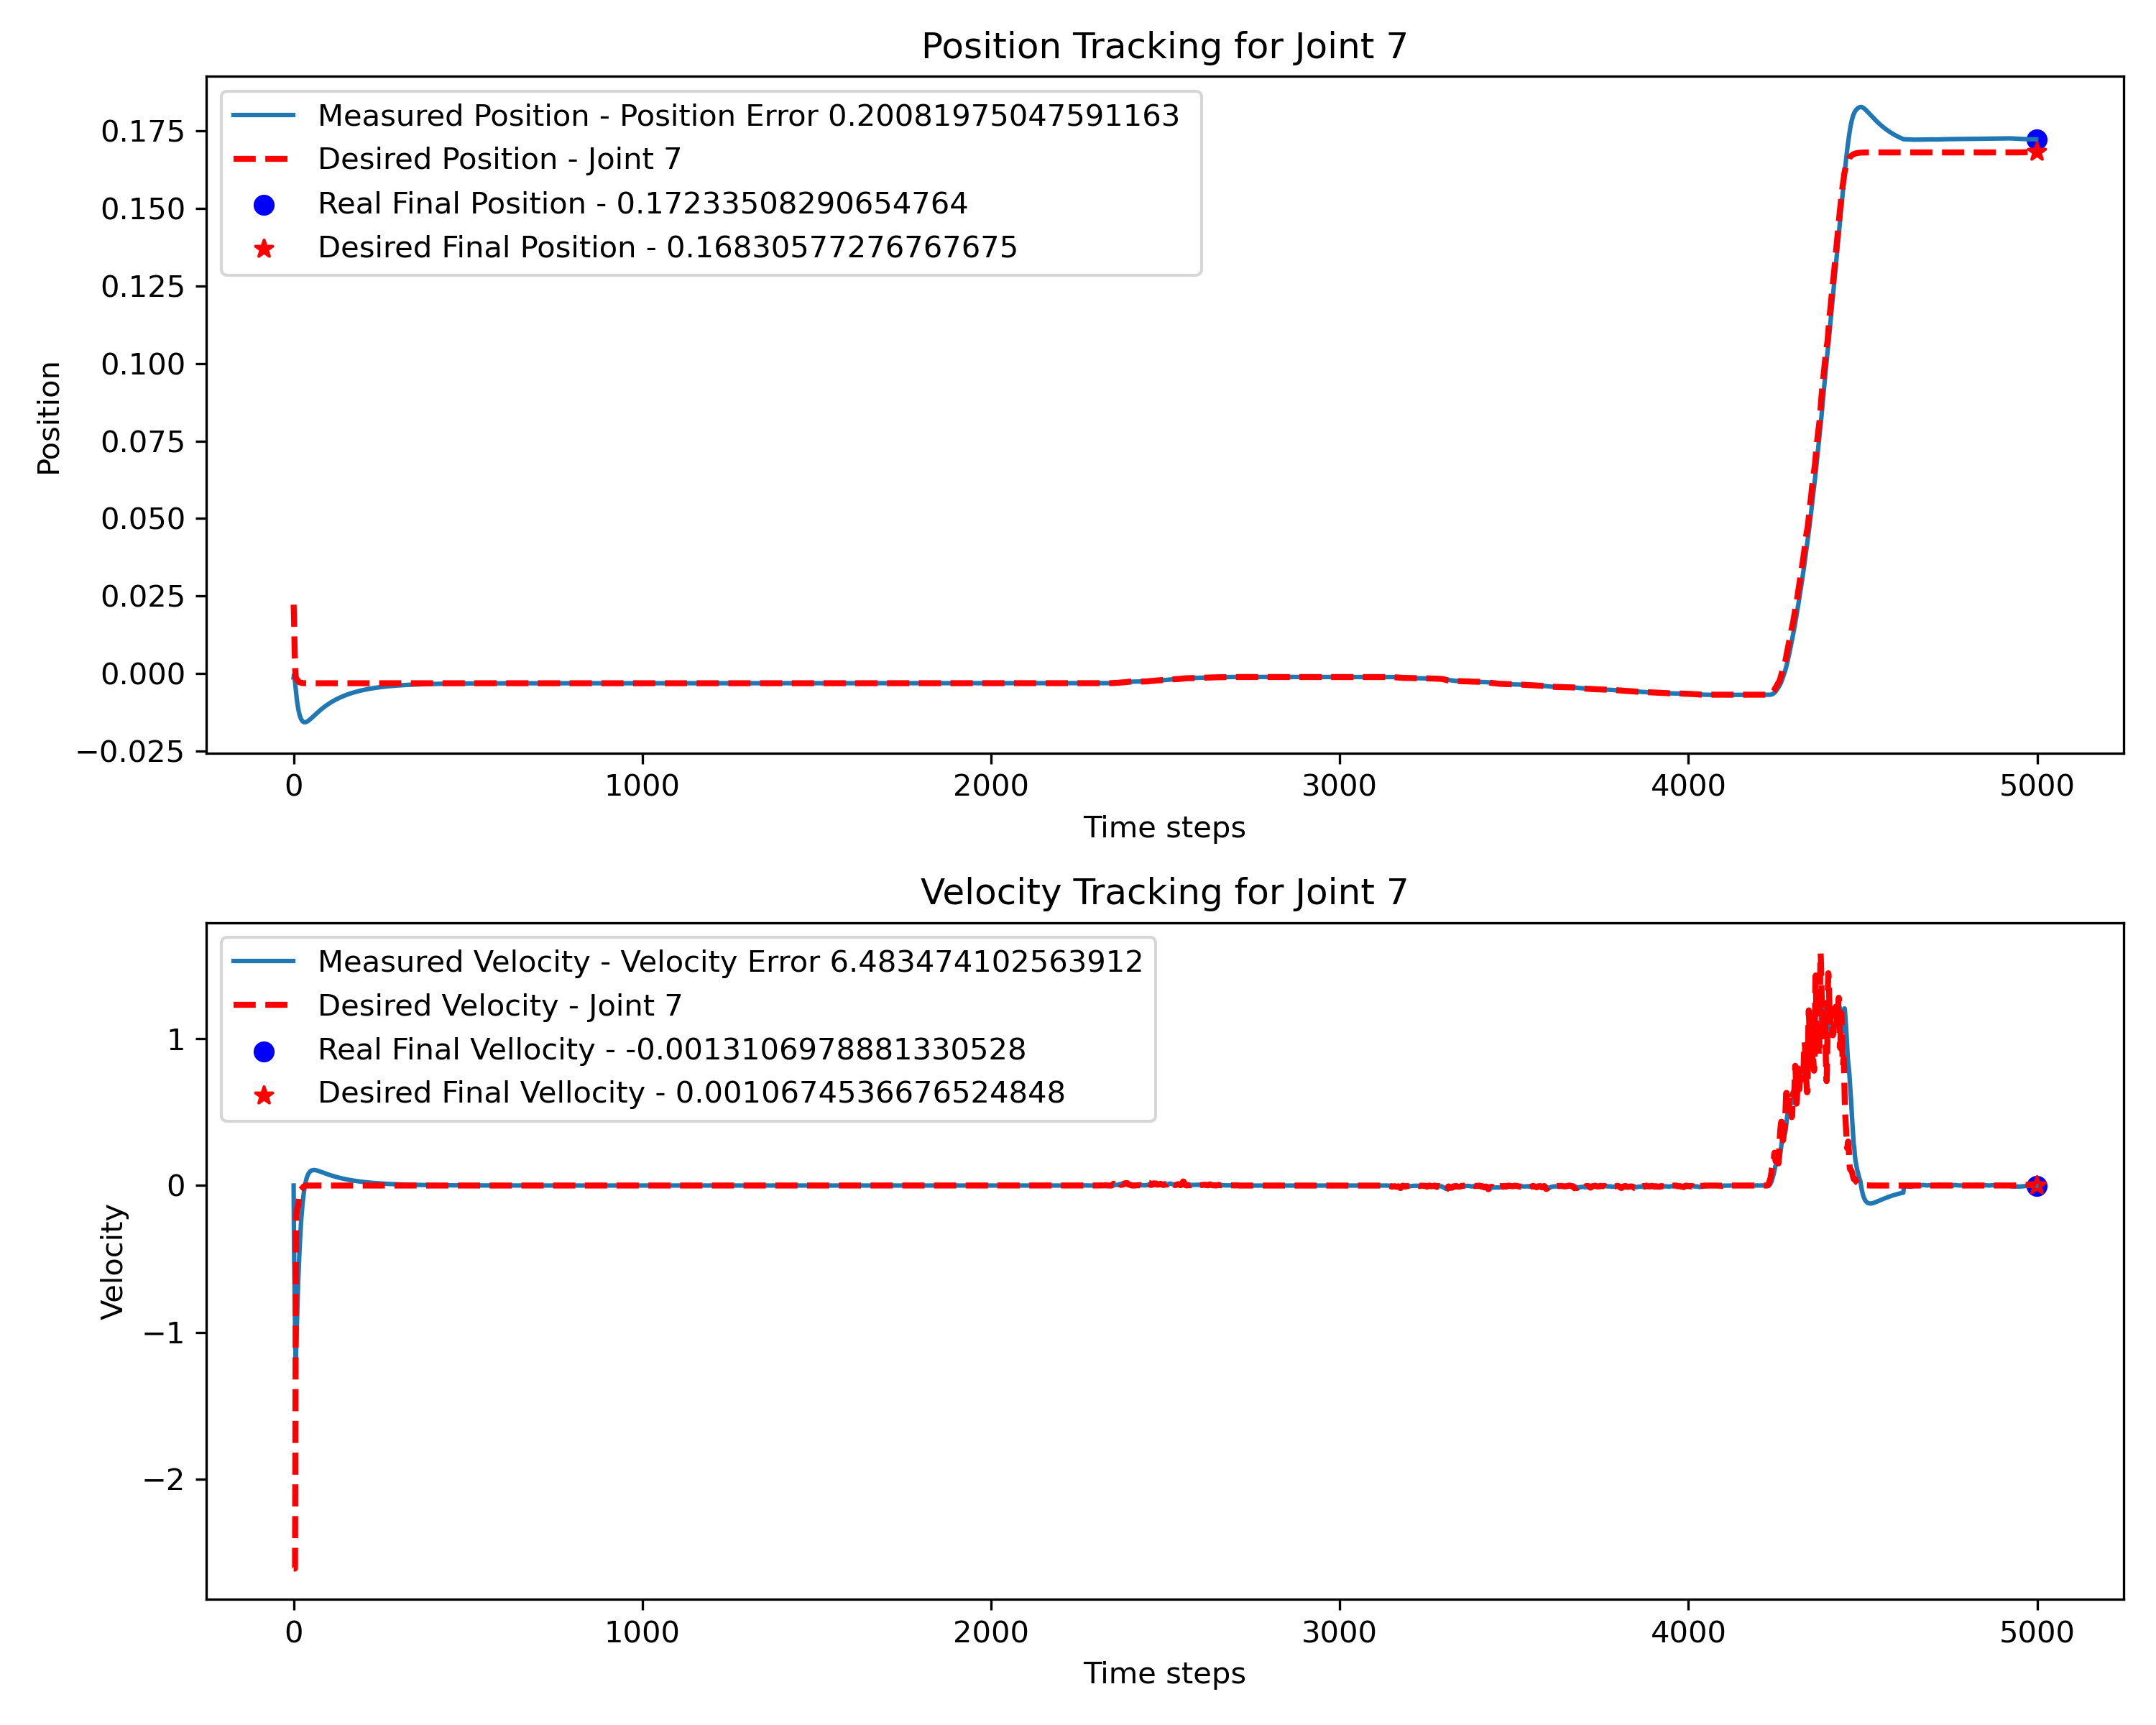 Position Tracking for Joint 7
Measured Position - Position Error 0.20081975047591163
Desired Position - Joint 7
Real Final Position - 0.17233508290654764
Desired Final Position - 0.16830577276767675
0.175
0.150
0.125
0.100
0.075
0.050
0.025
0.000
−0.025
Position
0 1000 2000 3000 4000 5000
Time steps
Velocity Tracking for Joint 7
Measured Velocity - Velocity Error 6.483474102563912
Desired Velocity - Joint 7
Real Final Vellocity - -0.0013106978881330528
Desired Final Vellocity - 0.0010674536676524848
1
0
−1
−2
Velocity
0 1000 2000 3000 4000 5000
Time steps